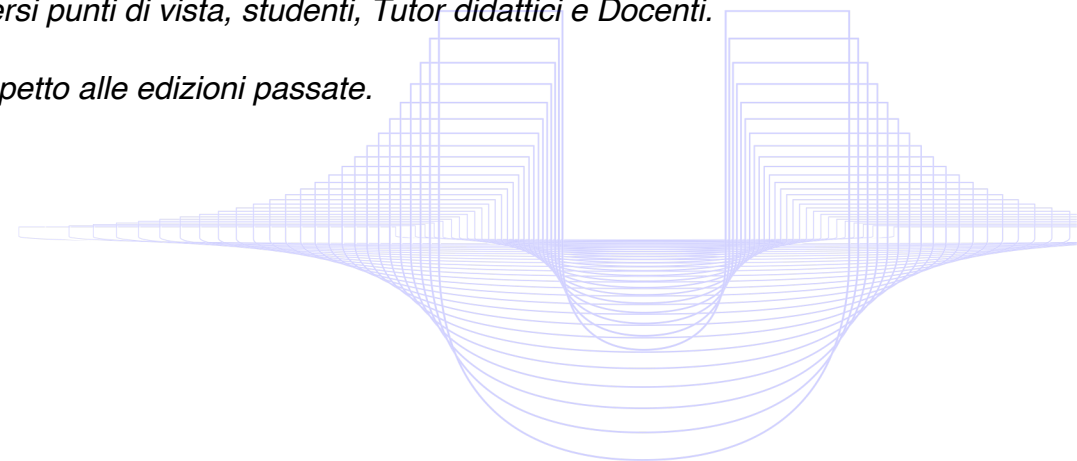 ersi punti di vista, studenti, Tutor didattici e Docenti.
petto alle edizioni passate.